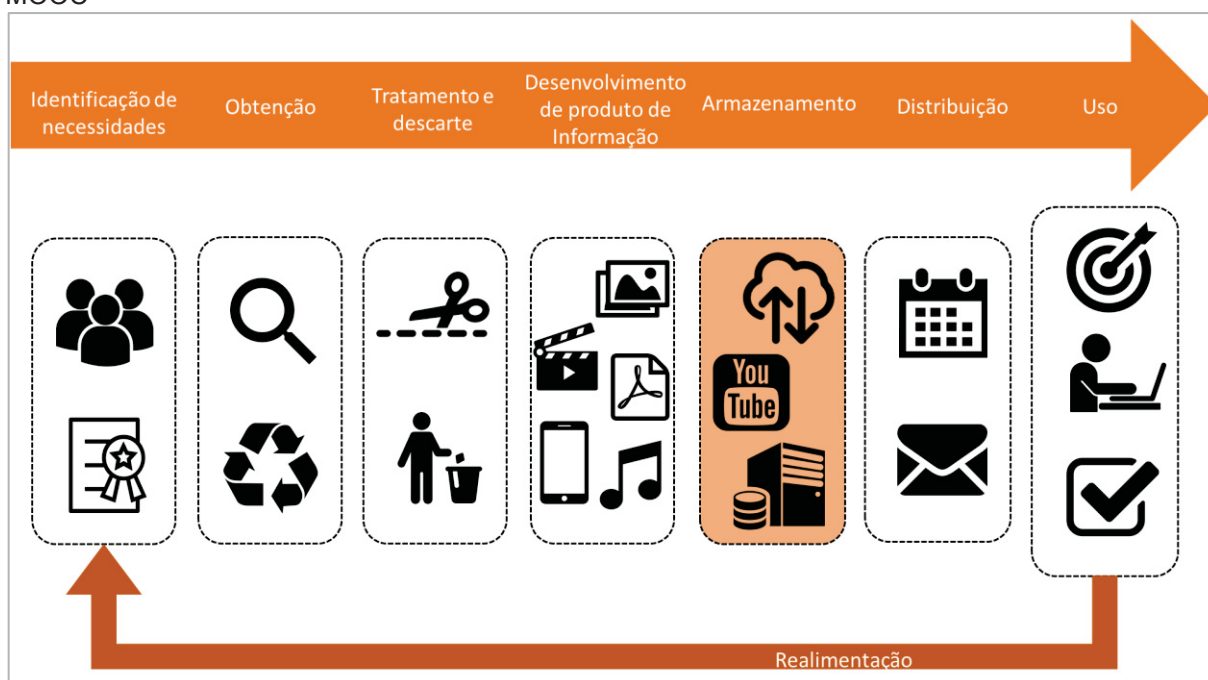 Identificação de
necessidades
Obtenção
Tratamento e
descarte
Desenvolvimento
de produto de
Informação
Armazenamento
Distribuição
Uso
You
Tube
Realimentação